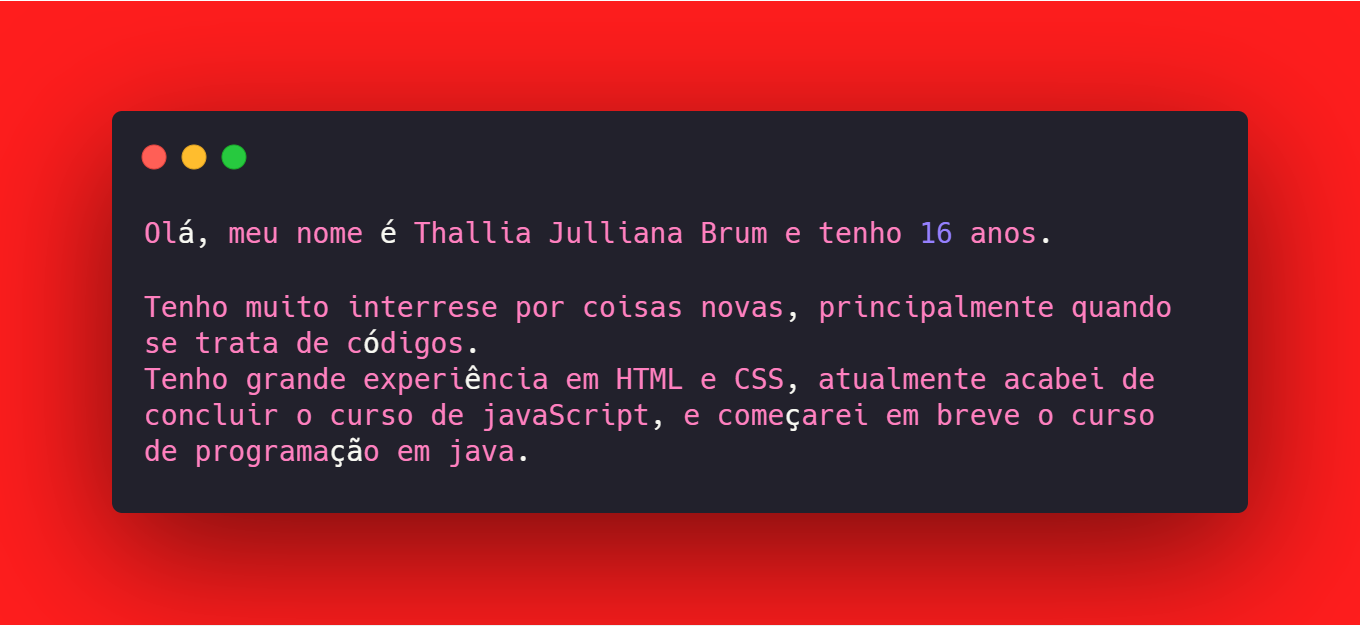 Olá, meu nome é Thallia Julliana Brum e tenho 16 anos.
Tenho muito interrese por coisas novas, principalmente quando
se trata de códigos.
Tenho grande experiência em HTML e CSS, atualmente acabei de
concluir o curso de javaScript, e começarei em breve o curso
de programação em java.